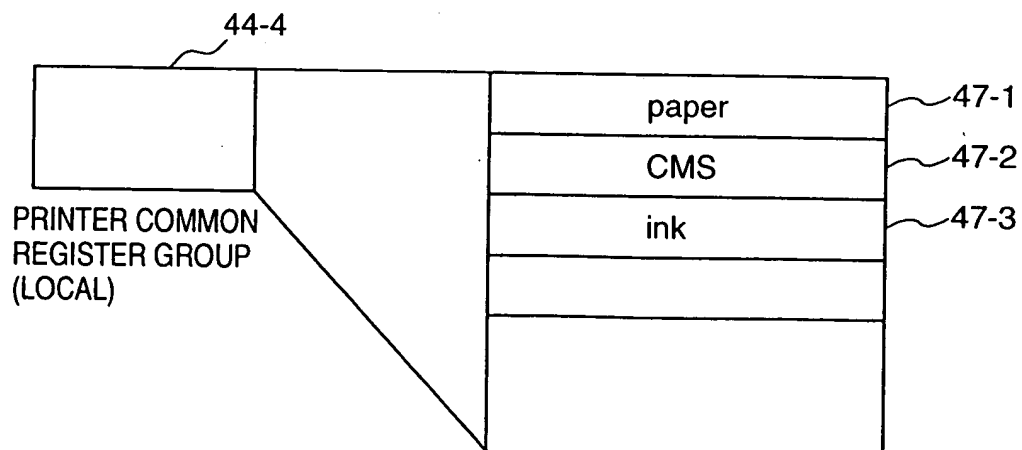 44-4
paper
47-1
CMS
47-2
ink
47-3
PRINTER COMMON
REGISTER GROUP
(LOCAL)